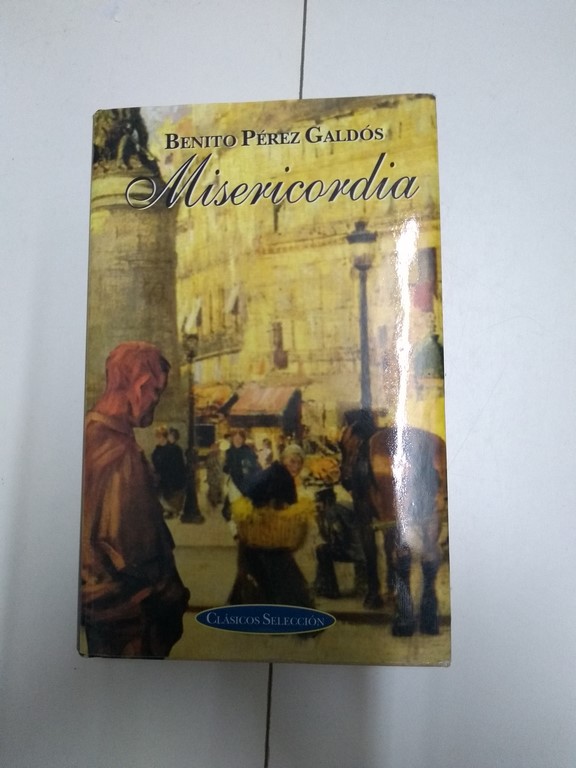 BENITO PÉREZ GALDÓS
Misericordia
CLÁSICOS SELECCIÓN